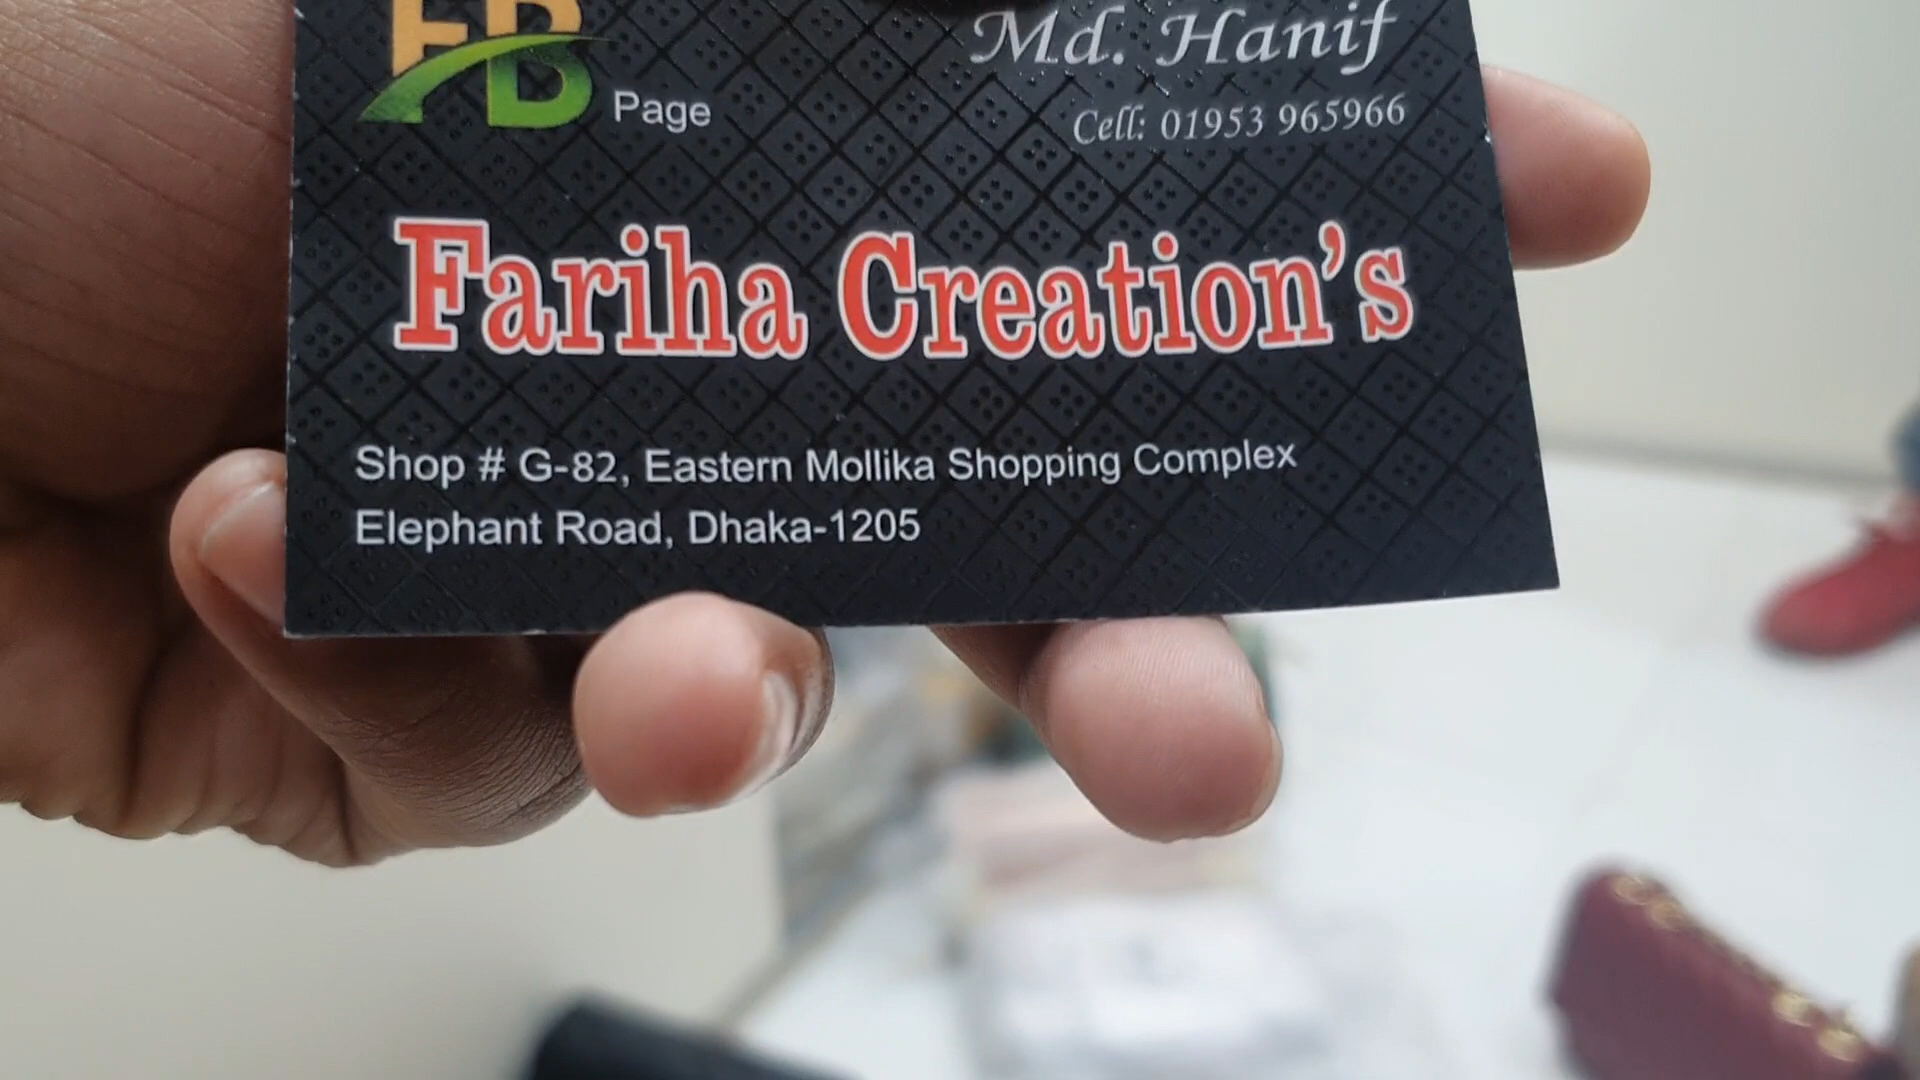 FB Page
Md. Hanif
Cell: 01953 965966
Fariha Creation's
Shop # G-82, Eastern Mollika Shopping Complex
Elephant Road, Dhaka-1205